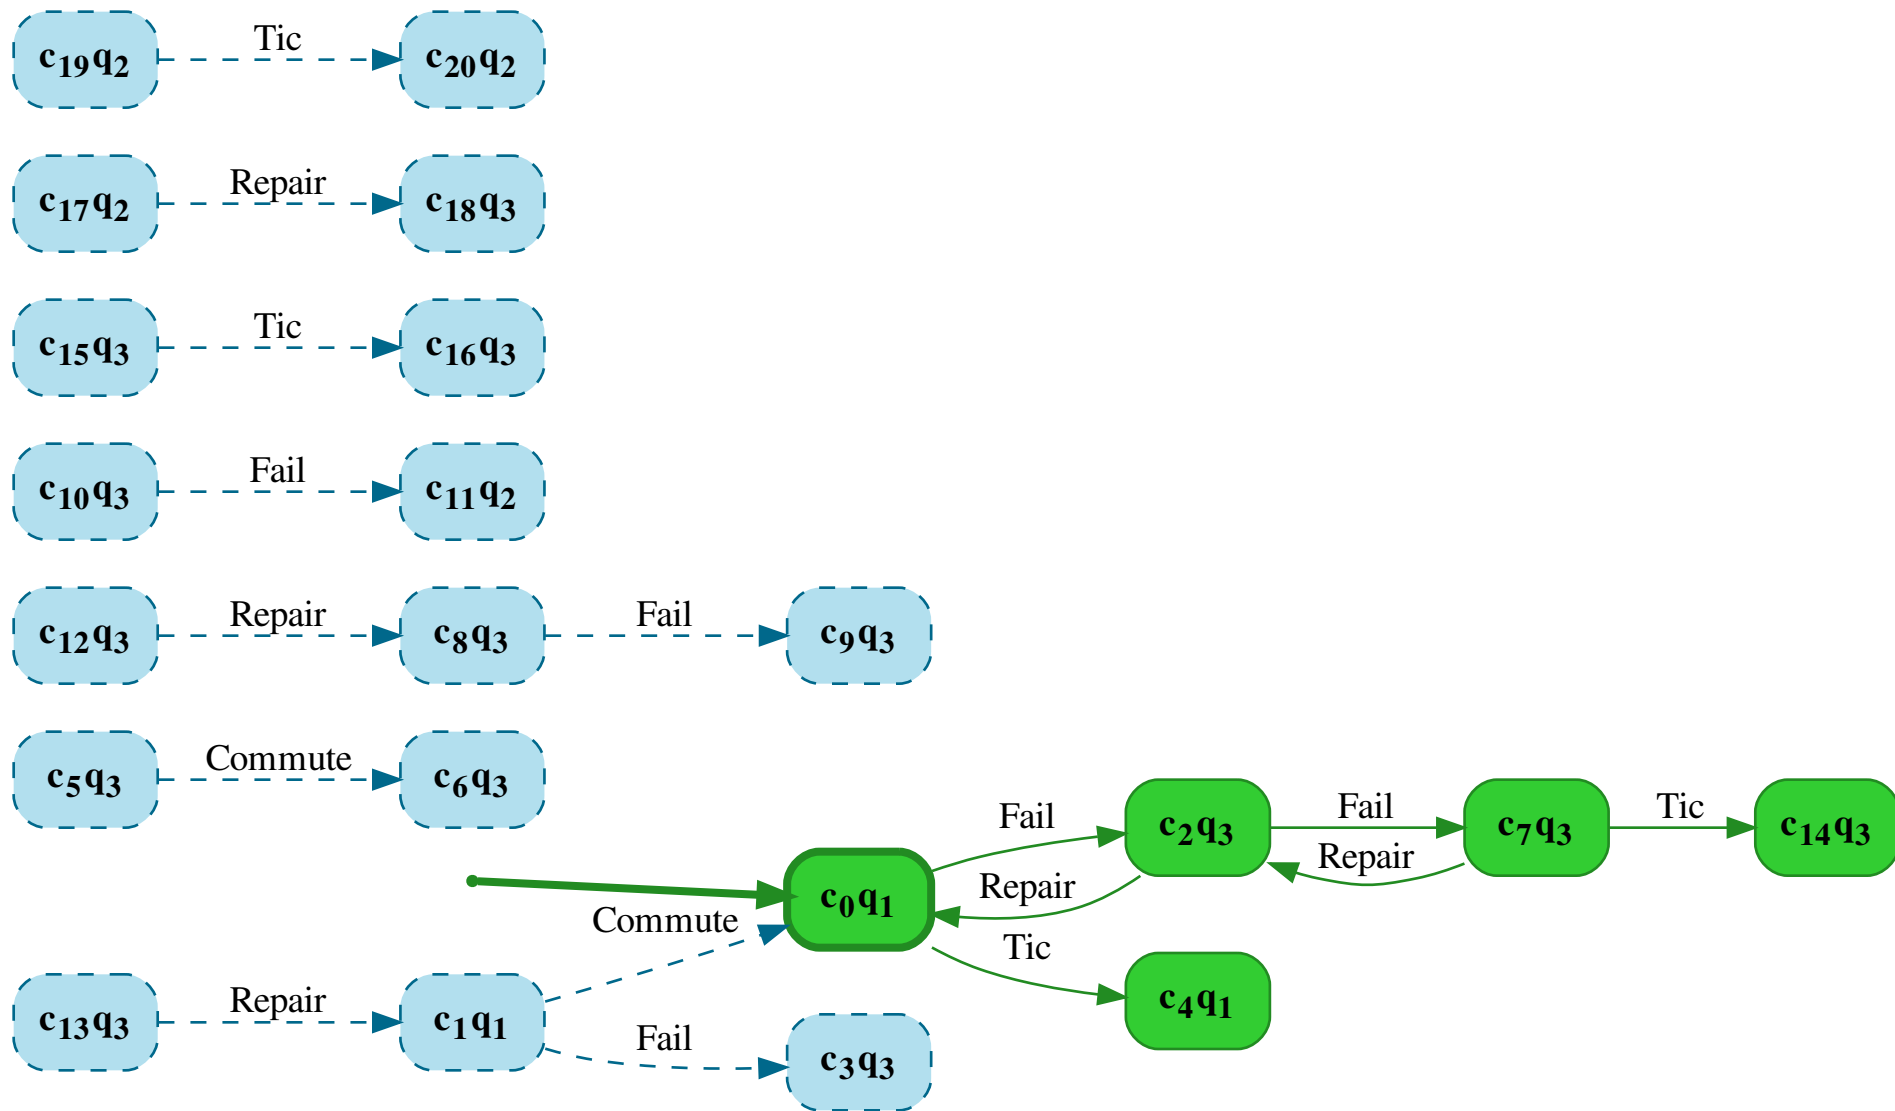 c19q2 Tic c20q2
c17q2 Repair c18q3
c15q3 Tic c16q3
c10q3 Fail c11q2
c12q3 Repair c8q3 Fail c9q3
c5q3 Commute c6q3
Fail c2q3 Fail c7q3 Tic c14q3
Repair
c0q1 Repair
Commute
Tic
c4q1
c13q3 Repair c1q1
Fail
c3q3